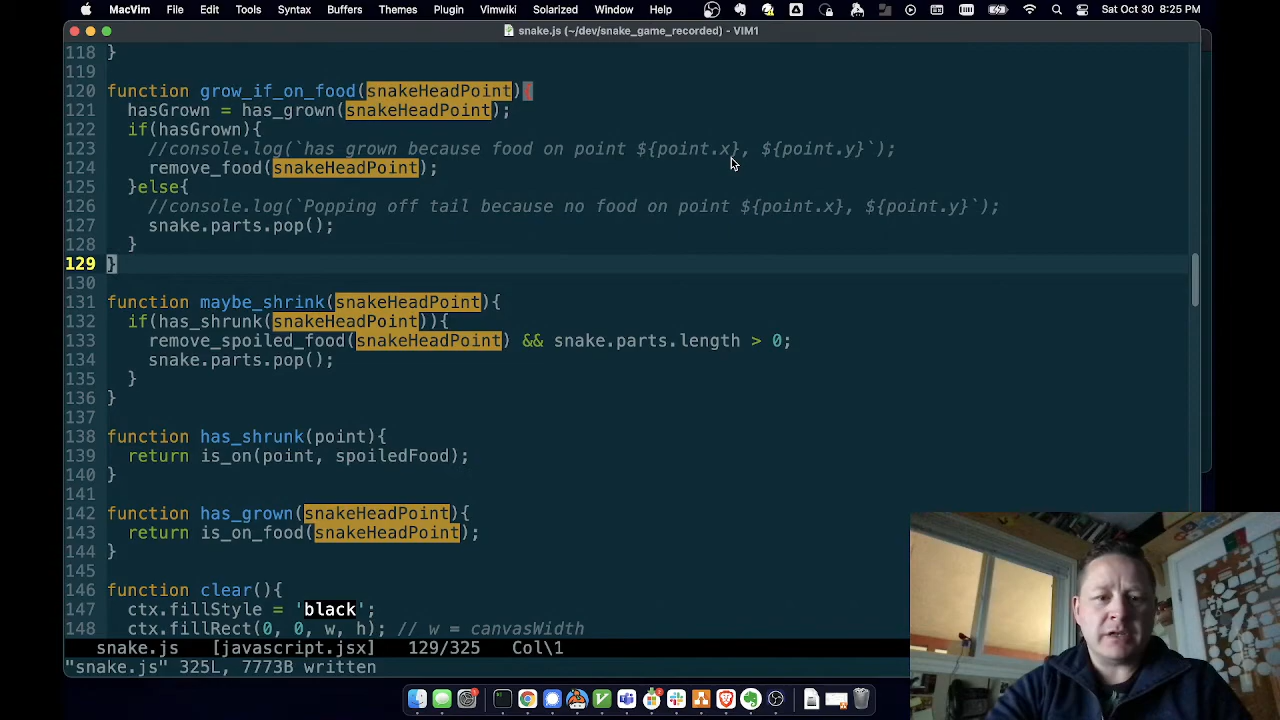 MacVim File Edit Tools Syntax Buffers Themes Plugin Vimwiki Solarized Window Help Sat Oct 30 8:25 PM
snake.js (~/dev/snake_game_recorded) - VIM1
118 }
119
120 function grow_if_on_food(snakeHeadPoint){
121 hasGrown = has_grown(snakeHeadPoint);
122 if(hasGrown){
123 //console.log(`has grown because food on point ${point.x}, ${point.y}`);
124 remove_food(snakeHeadPoint);
125 }else{
126 //console.log(`Popping off tail because no food on point ${point.x}, ${point.y}`);
127 snake.parts.pop();
128 }
129 }
130
131 function maybe_shrink(snakeHeadPoint){
132 if(has_shrunk(snakeHeadPoint)){
133 remove_spoiled_food(snakeHeadPoint) && snake.parts.length > 0;
134 snake.parts.pop();
135 }
136 }
137
138 function has_shrunk(point){
139 return is_on(point, spoiledFood);
140 }
141
142 function has_grown(snakeHeadPoint){
143 return is_on_food(snakeHeadPoint);
144 }
145
146 function clear(){
147 ctx.fillStyle = 'black';
148 ctx.fillRect(0, 0, w, h); // w = canvasWidth
snake.js [javascript.jsx] 129/325 Col\1
"snake.js" 325L, 7773B written